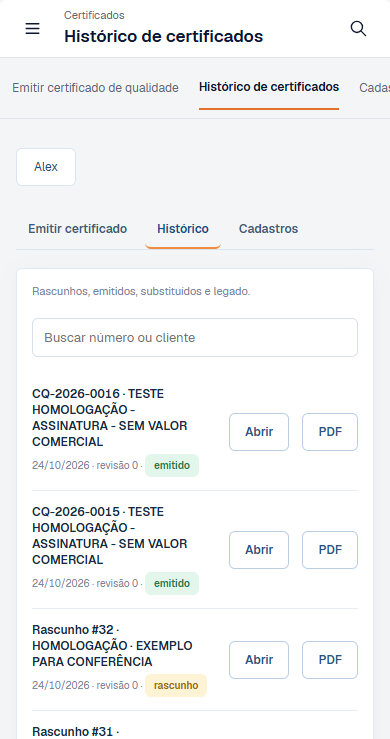 Certificados
Histórico de certificados
Emitir certificado de qualidade
Histórico de certificados
Cadas
Alex
Emitir certificado
Histórico
Cadastros
Rascunhos, emitidos, substituídos e legado.
Buscar número ou cliente
CQ-2026-0016 · TESTE
HOMOLOGAÇÃO -
ASSINATURA - SEM VALOR
COMERCIAL
24/10/2026 · revisão 0 · emitido
Abrir
PDF
CQ-2026-0015 · TESTE
HOMOLOGAÇÃO -
ASSINATURA - SEM VALOR
COMERCIAL
24/10/2026 · revisão 0 · emitido
Abrir
PDF
Rascunho #32 ·
HOMOLOGAÇÃO · EXEMPLO
PARA CONFERÊNCIA
24/10/2026 · revisão 0 · rascunho
Abrir
PDF
Rascunho #31 ·